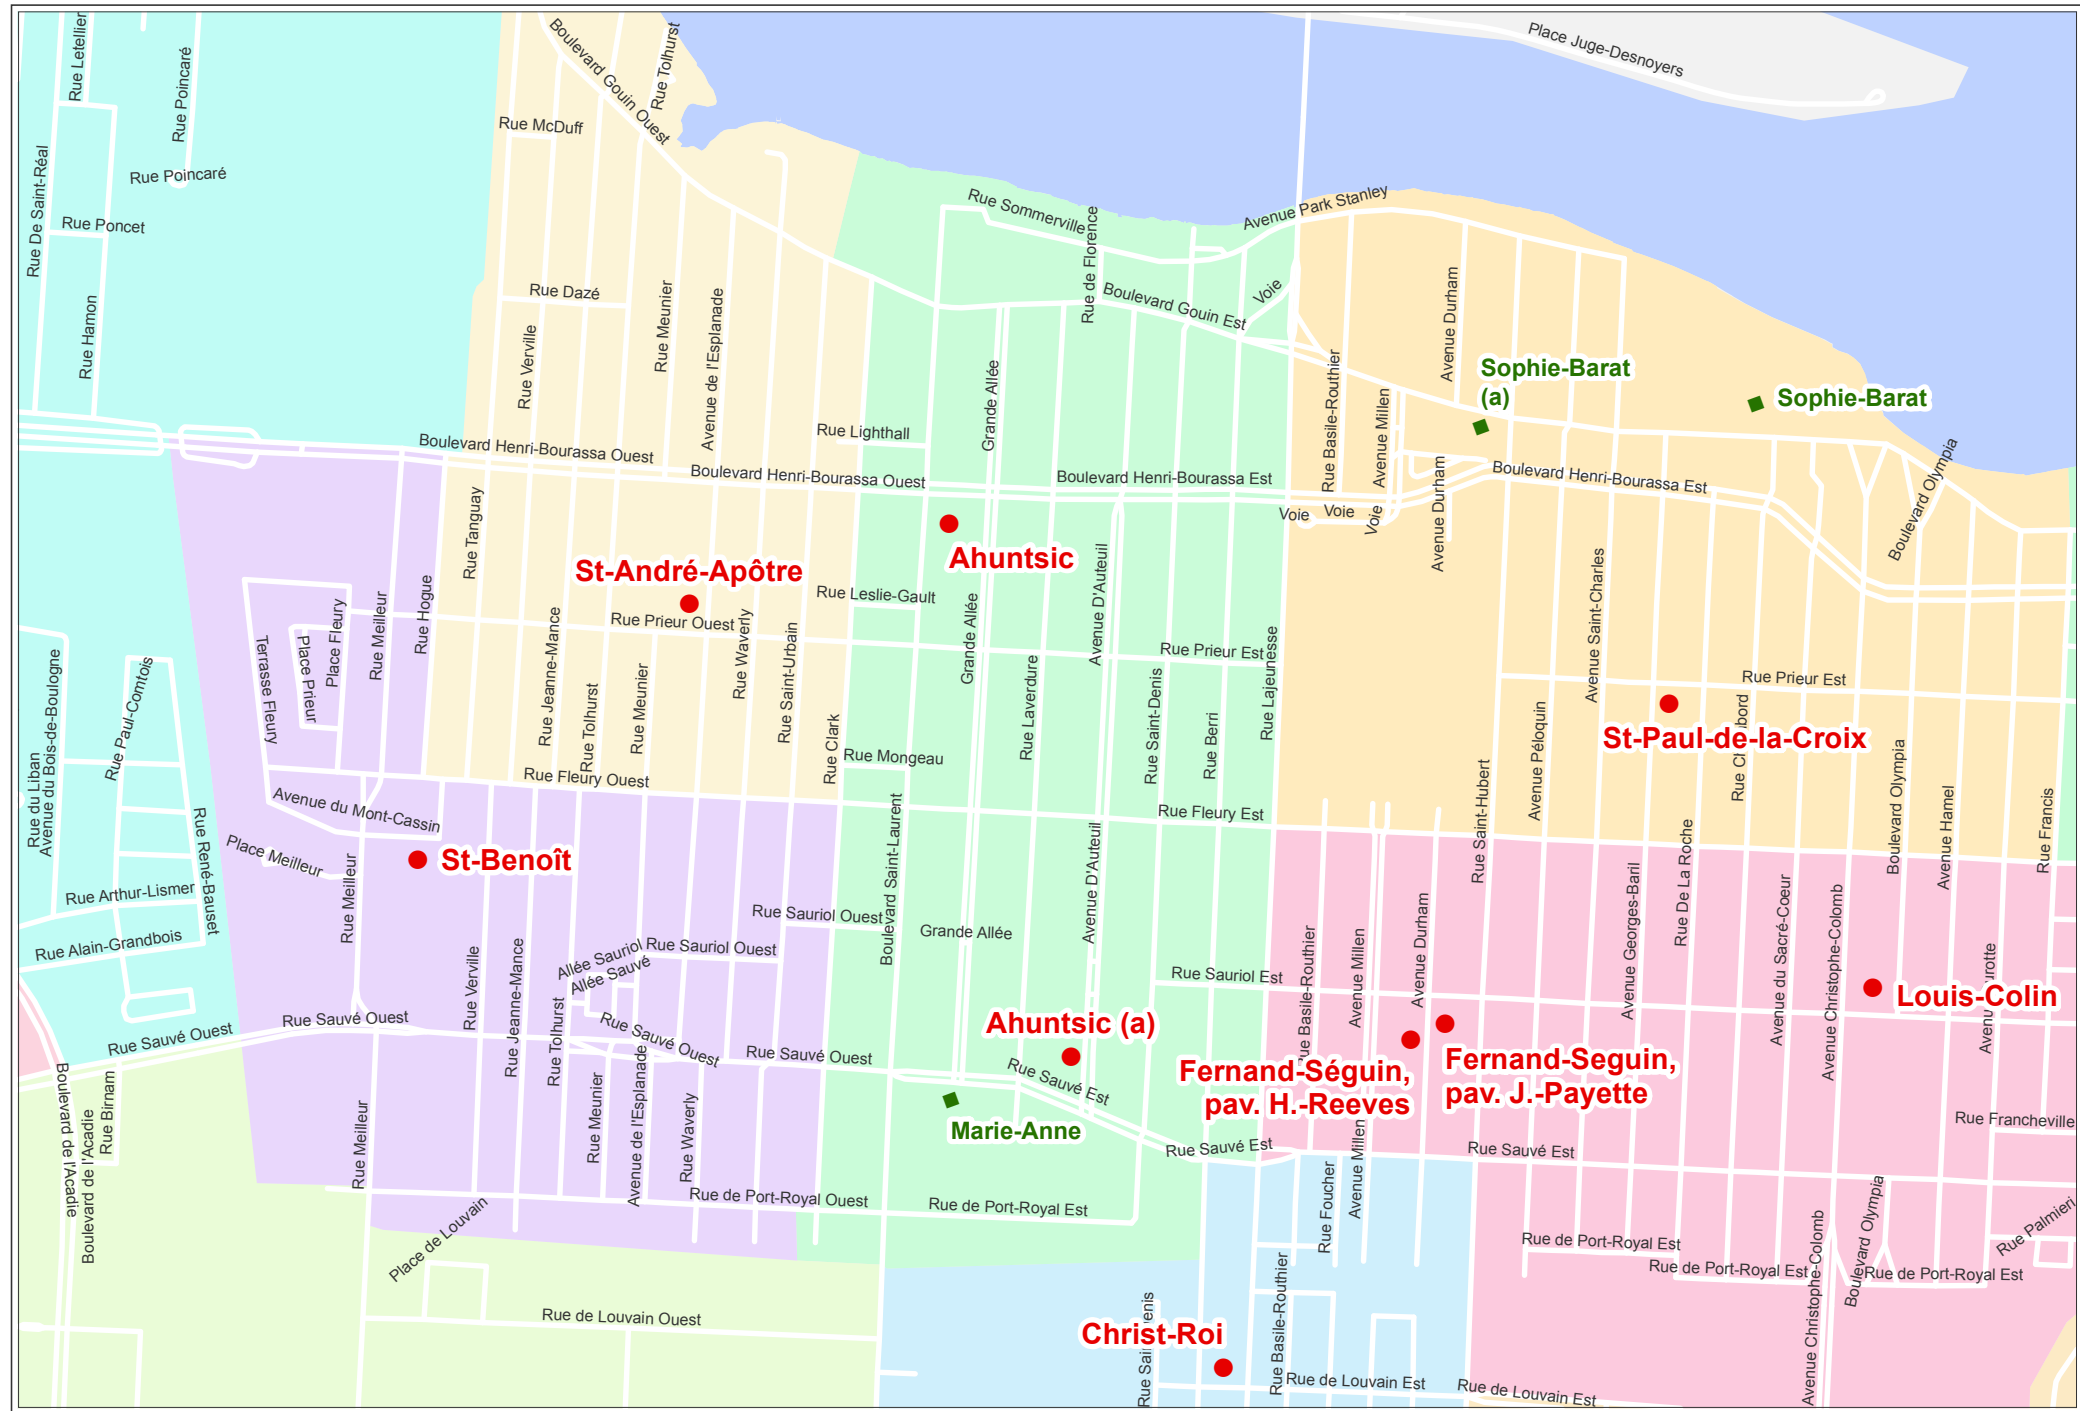 Rue Letellier
Rue Poincaré
Boulevard Gouin Ouest
Rue Tolhurst
Place Juge-Desnoyers
Rue McDuff
Rue De Saint-Réal
Rue Poincaré
Rue Poncet
Rue Sommerville
Rue de Florence
Avenue Park Stanley
Rue Hamon
Rue Dazé
Rue Verville
Rue Meunier
Avenue de l'Esplanade
Boulevard Gouin Est
Voie
Avenue Durham
Grande Allée
Rue Basile-Routhier
Avenue Millen
Sophie-Barat
(a)
Sophie-Barat
Rue Lighthall
Boulevard Henri-Bourassa Ouest
Boulevard Henri-Bourassa Ouest
Boulevard Henri-Bourassa Est
Boulevard Henri-Bourassa Est
Boulevard Olympia
Voie
Voie
Voie
Avenue Durham
Rue Tanguay
Ahuntsic
St-André-Apôtre
Rue Leslie-Gault
Rue Prieur Ouest
Rue Hogue
Rue Meilleur
Place Fleury
Place Prieur
Terrasse Fleury
Rue Jeanne-Mance
Rue Tolhurst
Rue Meunier
Rue Waverly
Rue Saint-Urbain
Rue Clark
Grande Allée
Rue Laverdure
Avenue D'Auteuil
Rue Prieur Est
Rue Saint-Denis
Rue Berri
Rue Lajeunesse
Avenue Saint-Charles
Avenue Péloquin
Rue Prieur Est
St-Paul-de-la-Croix
Rue du Liban
Avenue du Bois-de-Boulogne
Rue Paul-Comtois
Rue René-Bauset
Rue Mongeau
Rue Fleury Ouest
Rue Fleury Est
Avenue du Mont-Cassin
Place Meilleur
St-Benoît
Rue Saint-Hubert
Boulevard Olympia
Avenue Hamel
Rue Francis
Rue Arthur-Lismer
Rue Alain-Grandbois
Rue Meilleur
Boulevard Saint-Laurent
Avenue D'Auteuil
Rue Sauriol Ouest
Rue Sauriol Ouest
Grande Allée
Allée Sauriol
Allée Sauvé
Rue Verville
Rue Jeanne-Mance
Rue Tolhurst
Rue Sauriol Est
Rue Basile-Routhier
Avenue Millen
Avenue Durham
Avenue Georges-Baril
Rue De La Roche
Avenue du Sacré-Coeur
Avenue Christophe-Colomb
Louis-Colin
Ahuntsic (a)
Rue Sauvé Ouest
Rue Sauvé Ouest
Rue Sauvé Ouest
Rue Sauvé Ouest
Rue Sauvé Est
Fernand-Séguin,
pav. H.-Reeves
Fernand-Seguin,
pav. J.-Payette
Marie-Anne
Boulevard de l'Acadie
Boulevard de l'Acadie
Rue Birnam
Rue Meilleur
Rue Meunier
Avenue de l'Esplanade
Rue Waverly
Rue Sauvé Est
Rue Sauvé Est
Rue Francheville
Rue de Port-Royal Ouest
Rue de Port-Royal Est
Rue Foucher
Avenue Millen
Place de Louvain
Rue de Port-Royal Est
Rue de Port-Royal Est
Rue de Port-Royal Est
Boulevard Olympia
Rue Palmieri
Avenue Christophe-Colomb
Rue de Louvain Ouest
Christ-Roi
Rue Basile-Routhier
Rue de Louvain Est
Rue de Louvain Est